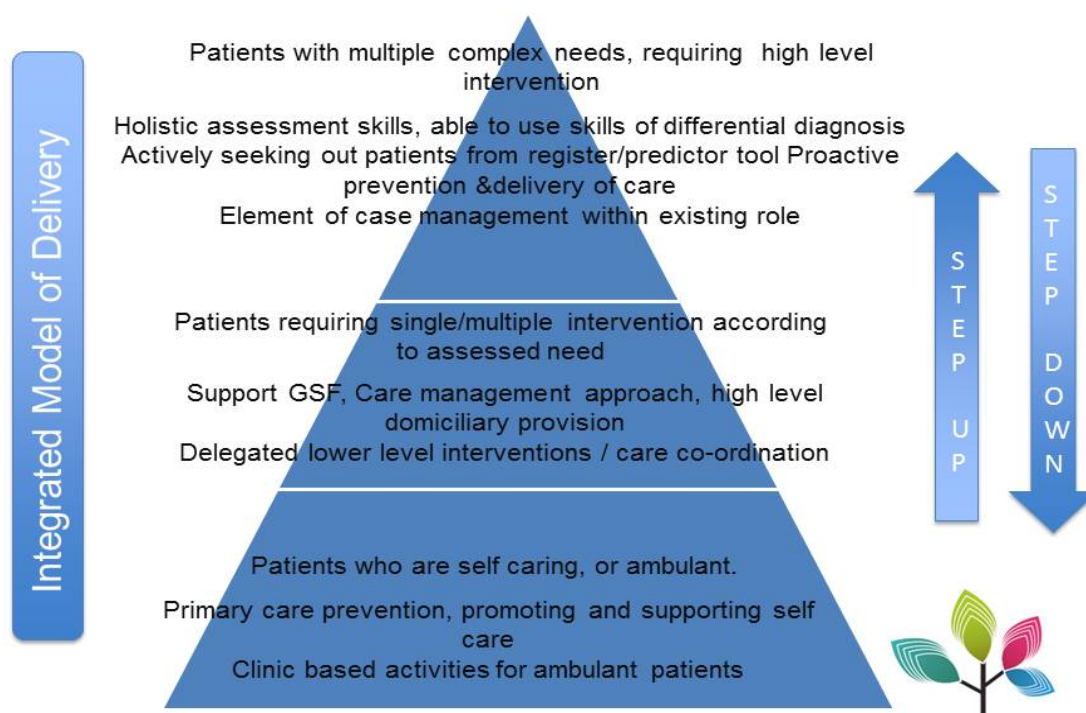 Integrated Model of Delivery
Patients with multiple complex needs, requiring high level
intervention
Holistic assessment skills, able to use skills of differential diagnosis
Actively seeking out patients from register/predictor tool Proactive
prevention &delivery of care
Element of case management within existing role
Patients requiring single/multiple intervention according
to assessed need
Support GSF, Care management approach, high level
domiciliary provision
Delegated lower level interventions / care co-ordination
Patients who are self caring, or ambulant.
Primary care prevention, promoting and supporting self
care
Clinic based activities for ambulant patients
STEP UP
STEP DOWN